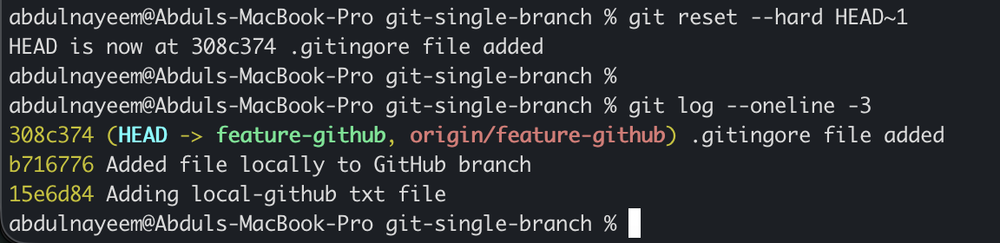 abdulnayeem@Abduls-MacBook-Pro git-single-branch % git reset --hard HEAD~1
HEAD is now at 308c374 .gitingore file added
abdulnayeem@Abduls-MacBook-Pro git-single-branch %
abdulnayeem@Abduls-MacBook-Pro git-single-branch % git log --oneline -3
308c374 (HEAD -> feature-github, origin/feature-github) .gitingore file added
b716776 Added file locally to GitHub branch
15e6d84 Adding local-github txt file
abdulnayeem@Abduls-MacBook-Pro git-single-branch %